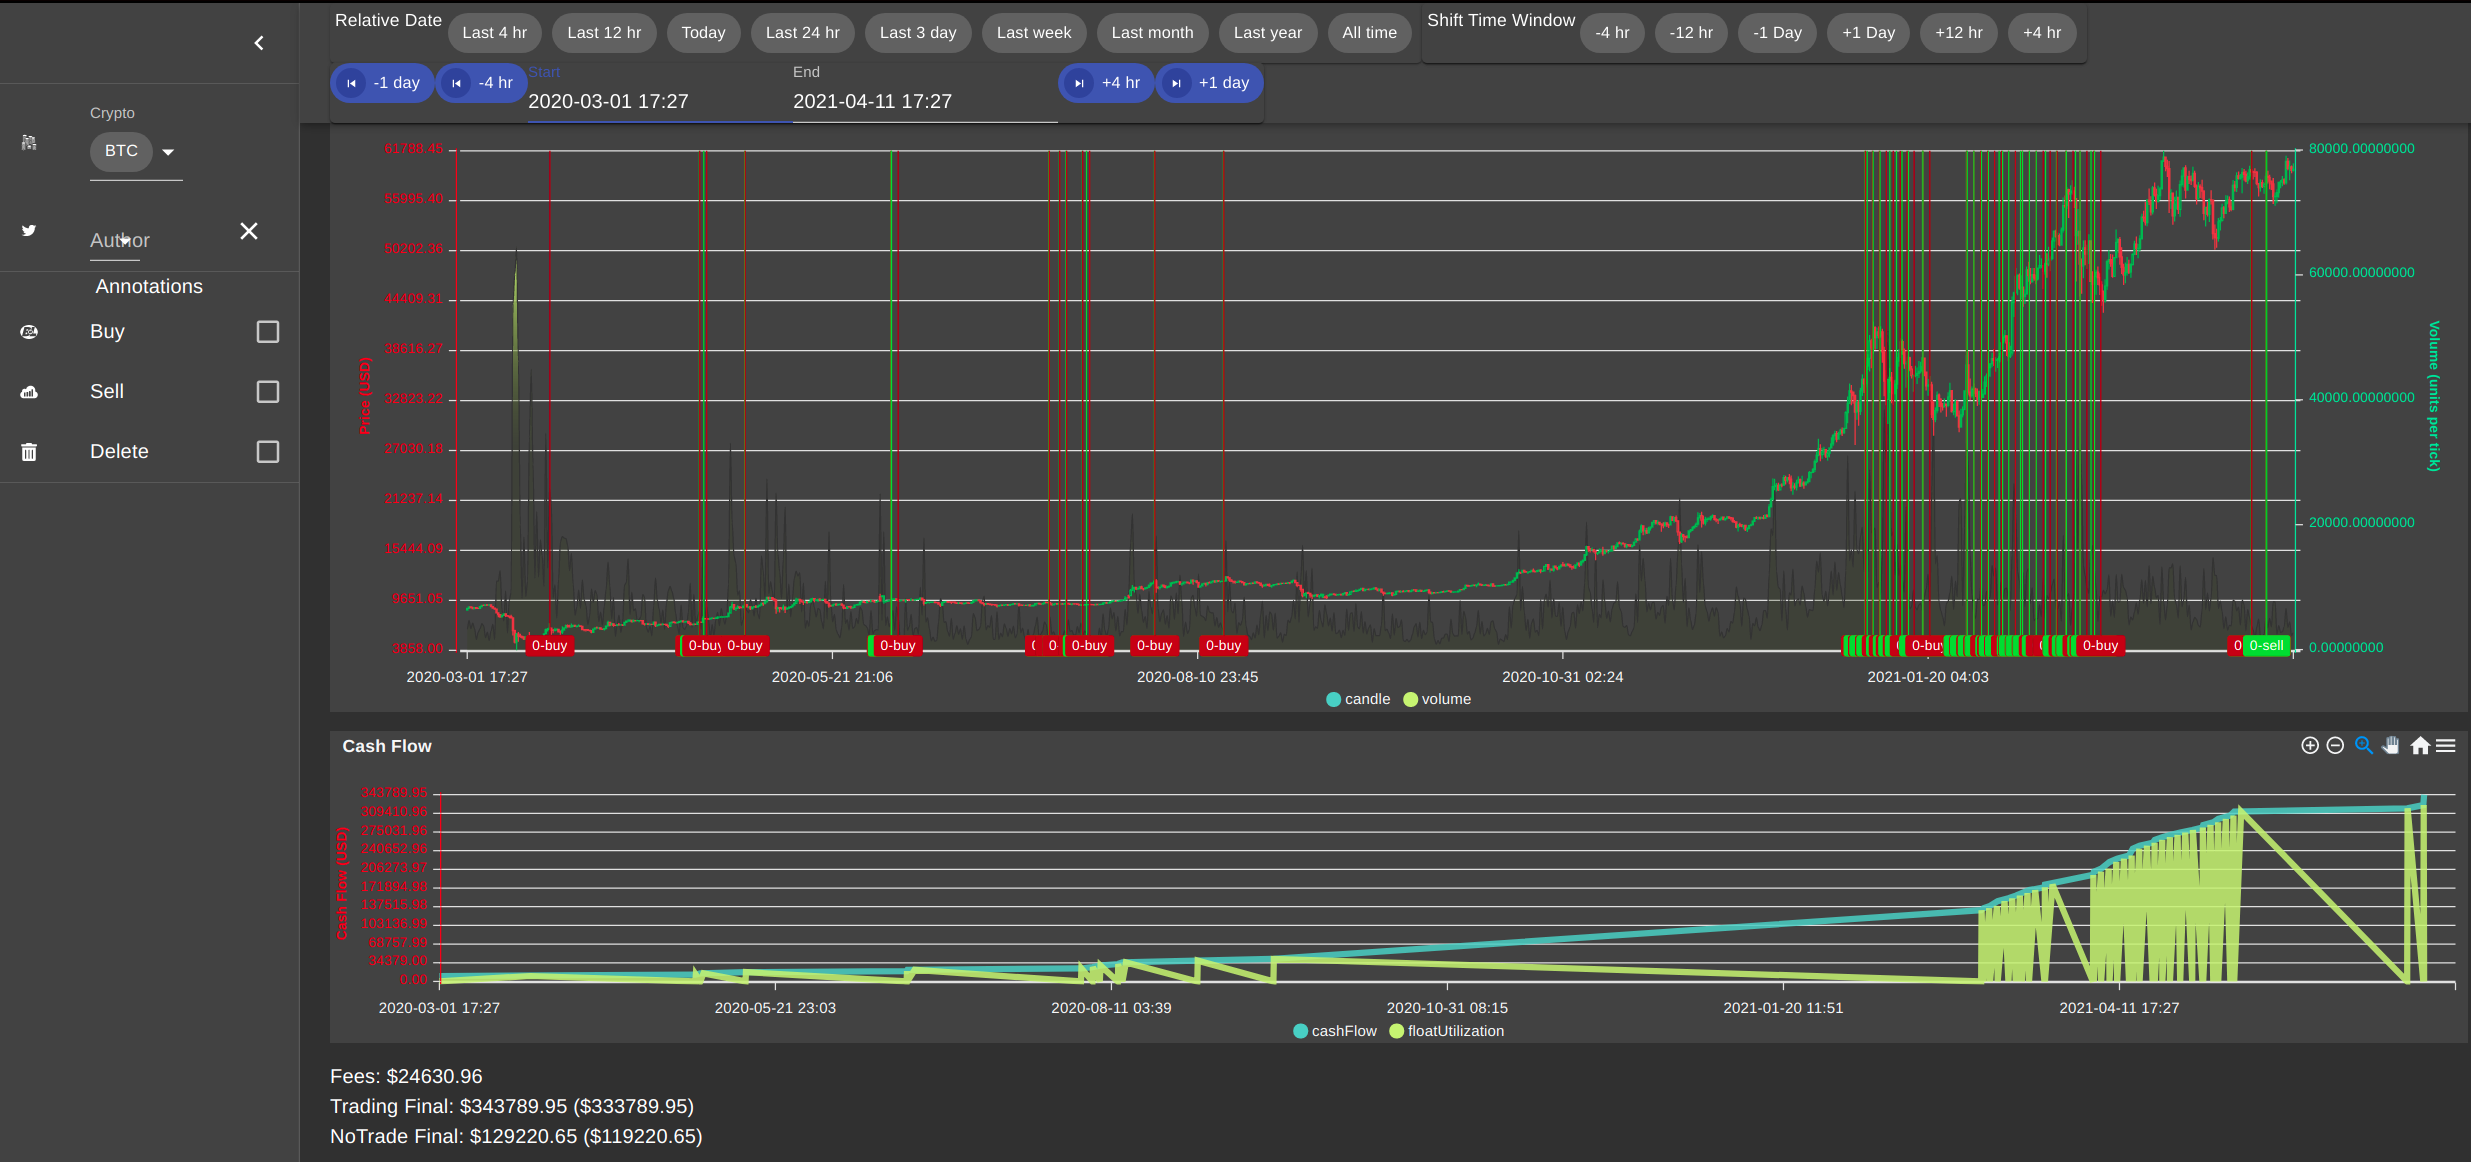 Relative Date
Last 4 hr
Last 12 hr
Today
Last 24 hr
Last 3 day
Last week
Last month
Last year
All time
Shift Time Window
-4 hr
-12 hr
-1 Day
+1 Day
+12 hr
+4 hr
-1 day
-4 hr
Start
2020-03-01 17:27
End
2021-04-11 17:27
+4 hr
+1 day
Crypto
BTC
Author
Annotations
Buy
Sell
Delete
61788.45
55995.40
50202.36
44409.31
38616.27
32823.22
27030.18
21237.14
15444.09
9651.05
3858.00
Price (USD)
80000.00000000
60000.00000000
40000.00000000
20000.00000000
0.00000000
Volume (units per tick)
0-buy
0-buy
0-buy
0-buy
0-buy
0-buy
0-buy
0-buy
0-buy
0-sell
2020-03-01 17:27
2020-05-21 21:06
2020-08-10 23:45
2020-10-31 02:24
2021-01-20 04:03
candle
volume
Cash Flow
343789.95
309410.96
275031.96
240652.96
206273.97
171894.98
137515.98
103136.99
68757.99
34379.00
0.00
Cash Flow (USD)
2020-03-01 17:27
2020-05-21 23:03
2020-08-11 03:39
2020-10-31 08:15
2021-01-20 11:51
2021-04-11 17:27
cashFlow
floatUtilization
Fees: $24630.96
Trading Final: $343789.95 ($333789.95)
NoTrade Final: $129220.65 ($119220.65)